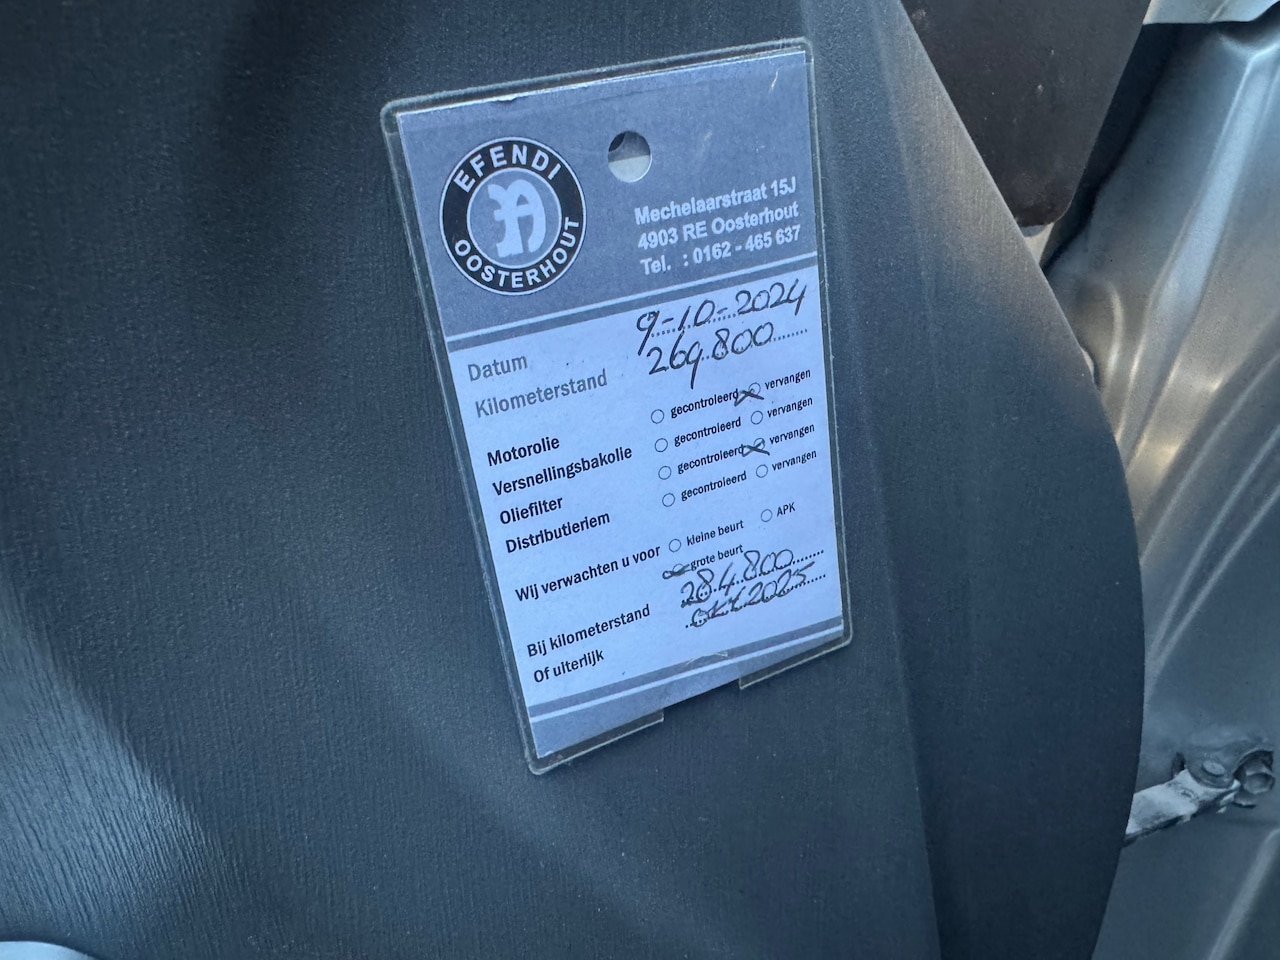 EFENDI
OOSTERHOUT
Mechelaarstraat 15J
4903 RE Oosterhout
Tel. : 0162 - 465 637
Datum 9-10-2024
Kilometerstand 269.800
Motorolie gecontroleerd vervangen
Versnellingsbakolie gecontroleerd vervangen
Oliefilter gecontroleerd vervangen
Distributieriem gecontroleerd vervangen
Wij verwachten u voor kleine beurt APK
grote beurt
Bij kilometerstand 284.800
Of uiterlijk okt 2025